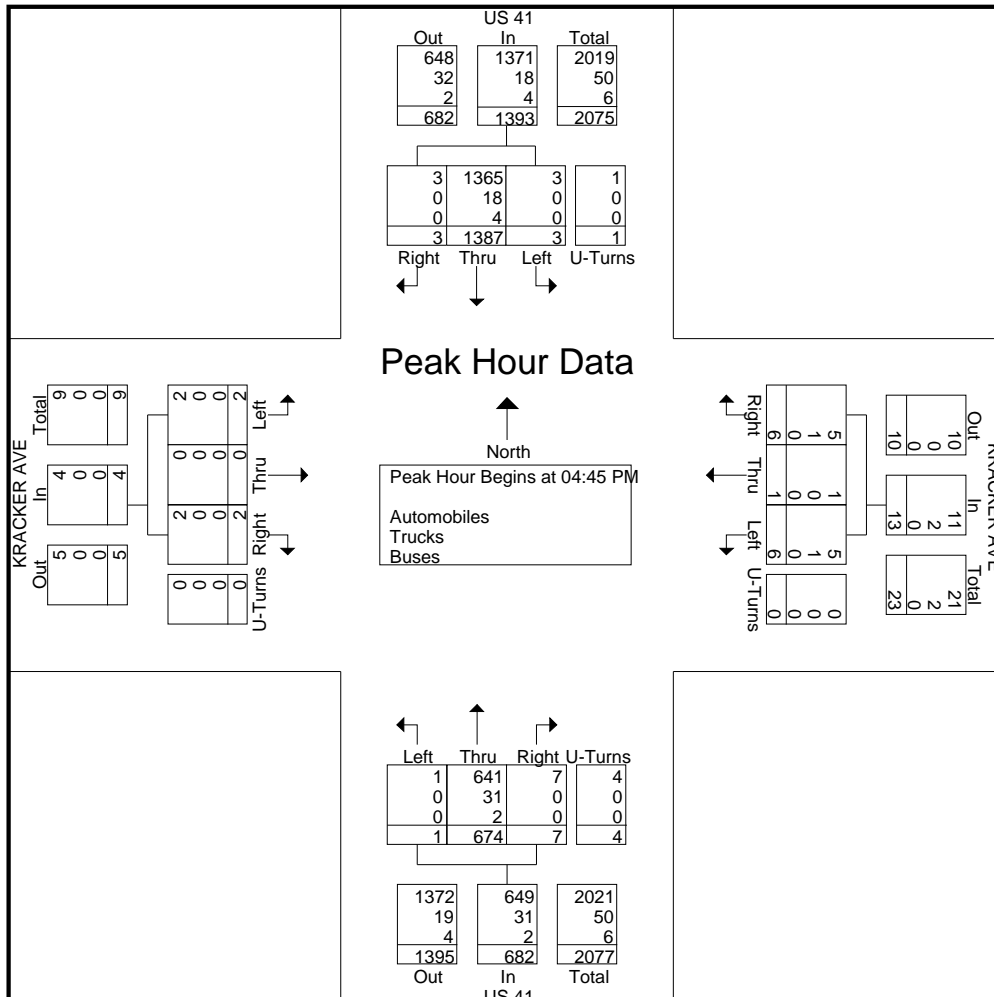 US 41
Out In Total
648 1371 2019
32 18 50
2 4 6
682 1393 2075
3 1365 3 1
0 18 0 0
0 4 0 0
3 1387 3 1
Right Thru Left U-Turns
Peak Hour Data
North
Peak Hour Begins at 04:45 PM
Automobiles
Trucks
Buses
KRACKER AVE
Out In Total
5 4 9
0 0 0
0 0 0
5 4 9
Left Thru Right U-Turns
2 0 2 0
0 0 0 0
0 0 0 0
2 0 2 0
KRACKER AVE
Out In Total
10 11 21
0 2 2
0 0 0
10 13 23
Right Thru Left U-Turns
5 1 5 0
1 0 1 0
0 0 0 0
6 1 6 0
Left Thru Right U-Turns
1 641 7 4
0 31 0 0
0 2 0 0
1 674 7 4
1372 649 2021
19 31 50
4 2 6
1395 682 2077
Out In Total
US 41